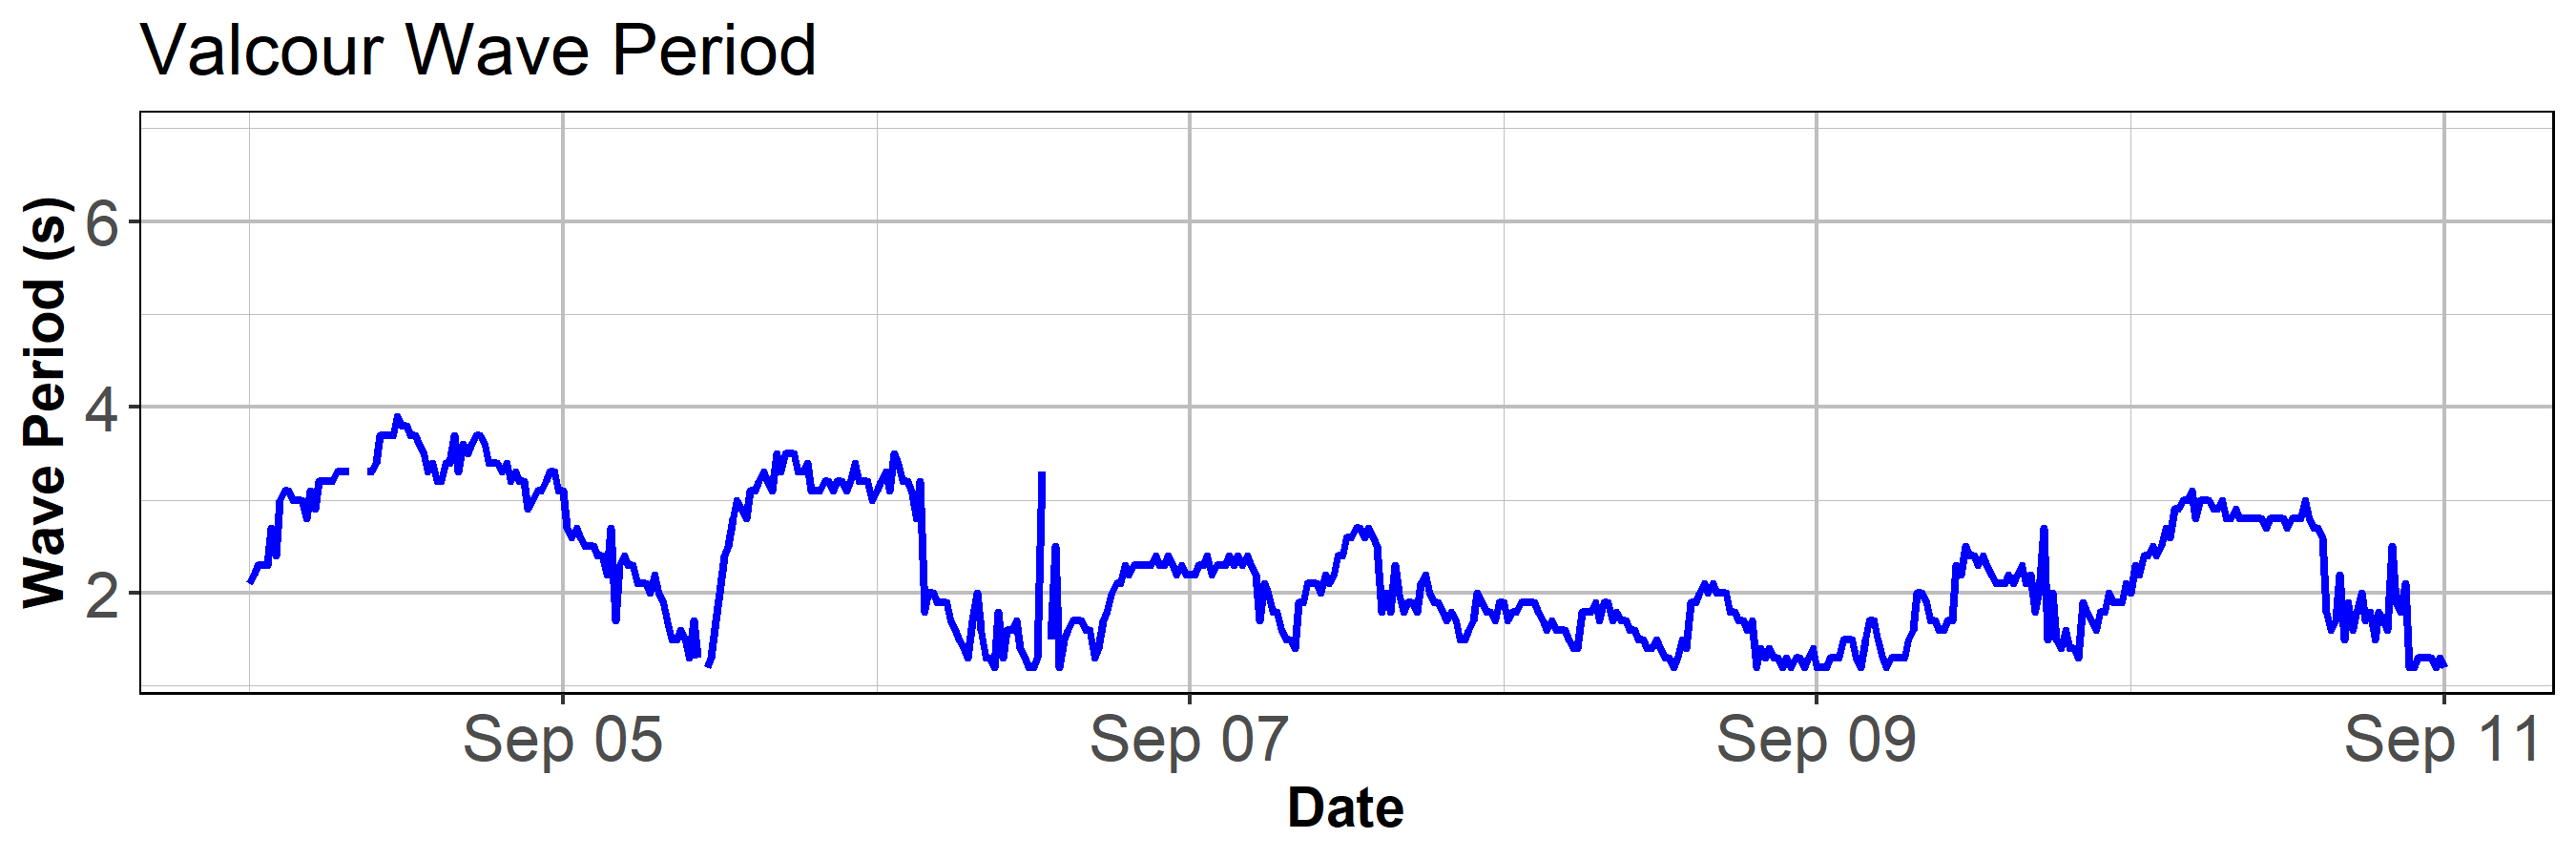 Valcour Wave Period
Wave Period (s)
6
4
2
Sep 05
Sep 07
Sep 09
Sep 11
Date